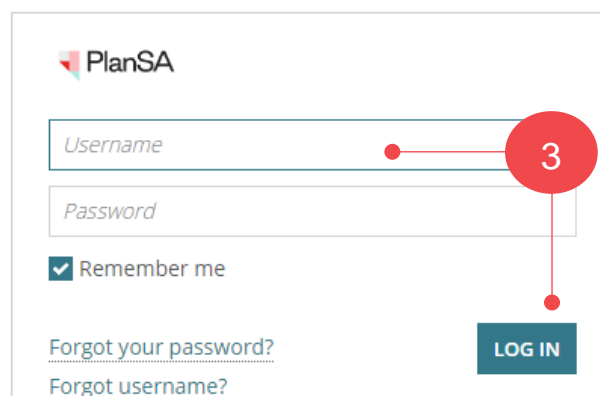 PlanSA
Username
3
Password
Remember me
Forgot your password?
LOG IN
Forgot username?